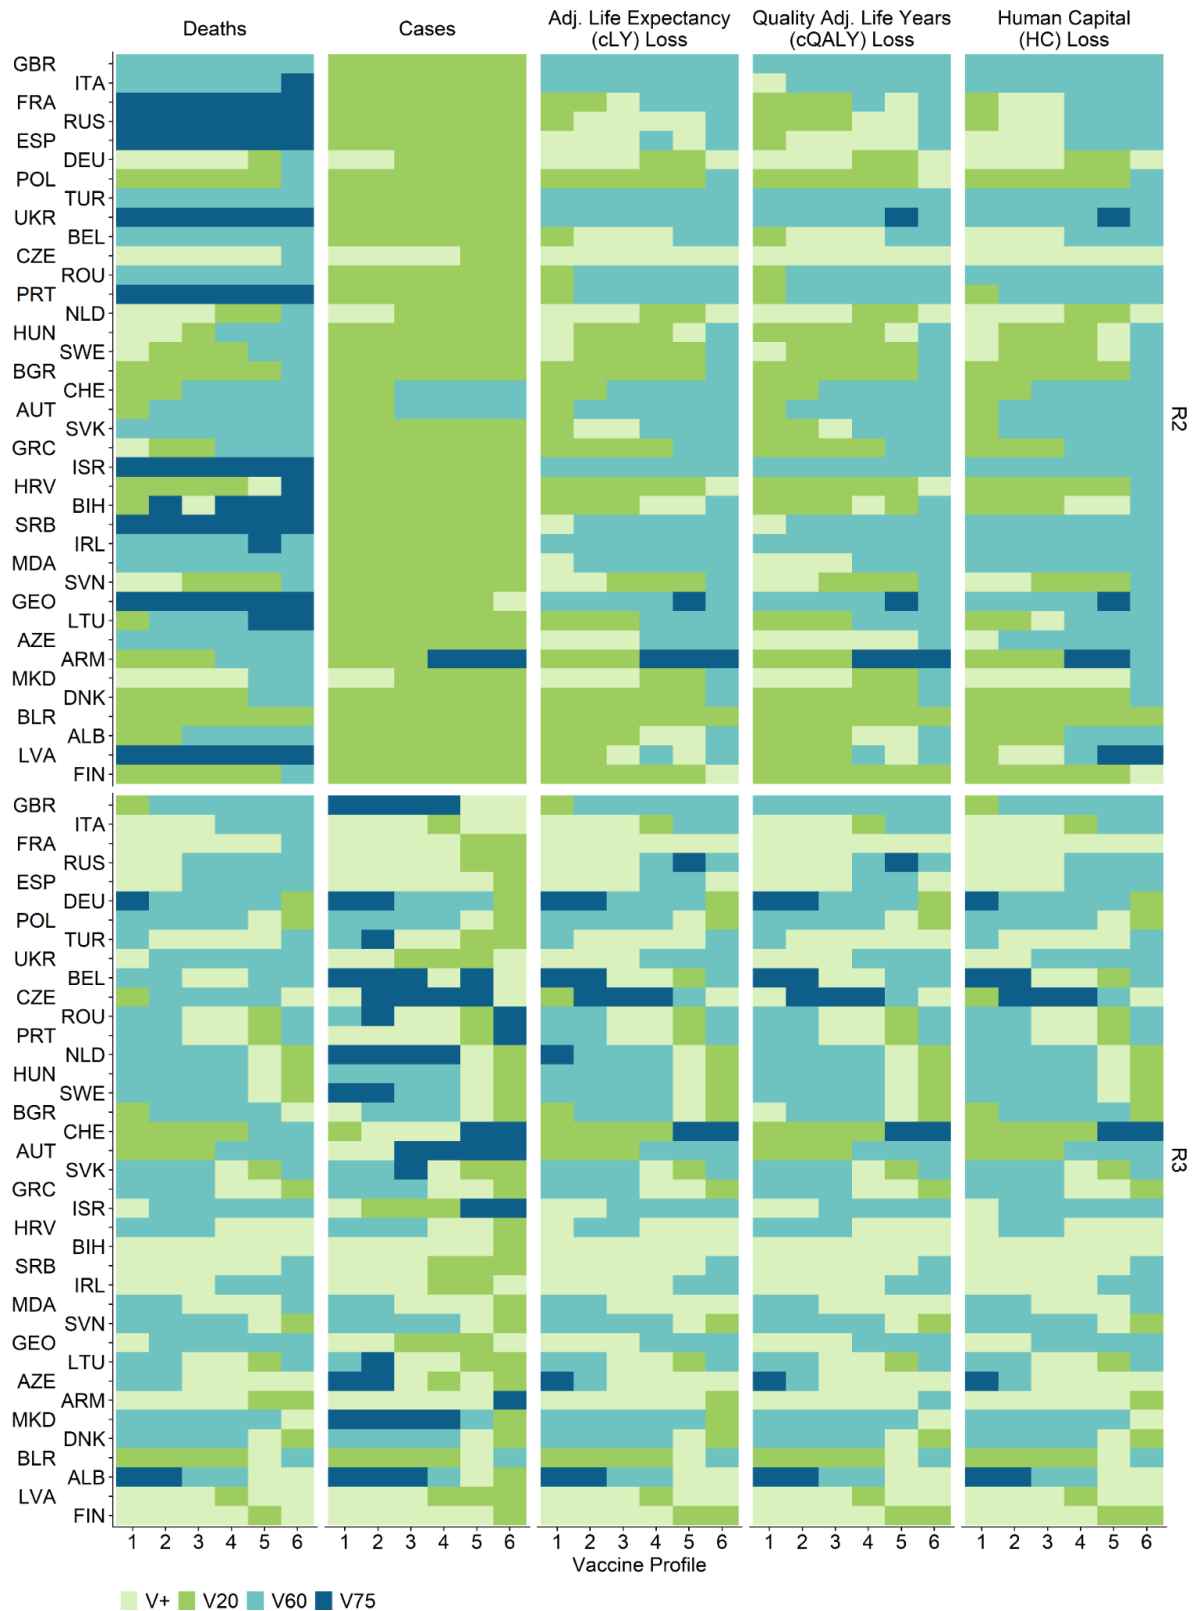 Deaths
Cases
Adj. Life Expectancy
(cLY) Loss
Quality Adj. Life Years
(cQALY) Loss
Human Capital
(HC) Loss
GBR
ITA
FRA
RUS
ESP
DEU
POL
TUR
UKR
BEL
CZE
ROU
PRT
NLD
HUN
SWE
BGR
CHE
AUT
SVK
GRC
ISR
HRV
BIH
SRB
IRL
MDA
SVN
GEO
LTU
AZE
ARM
MKD
DNK
BLR
ALB
LVA
FIN
R2
GBR
ITA
FRA
RUS
ESP
DEU
POL
TUR
UKR
BEL
CZE
ROU
PRT
NLD
HUN
SWE
BGR
CHE
AUT
SVK
GRC
ISR
HRV
BIH
SRB
IRL
MDA
SVN
GEO
LTU
AZE
ARM
MKD
DNK
BLR
ALB
LVA
FIN
R3
1 2 3 4 5 6 1 2 3 4 5 6 1 2 3 4 5 6 1 2 3 4 5 6 1 2 3 4 5 6
Vaccine Profile
V+ V20 V60 V75